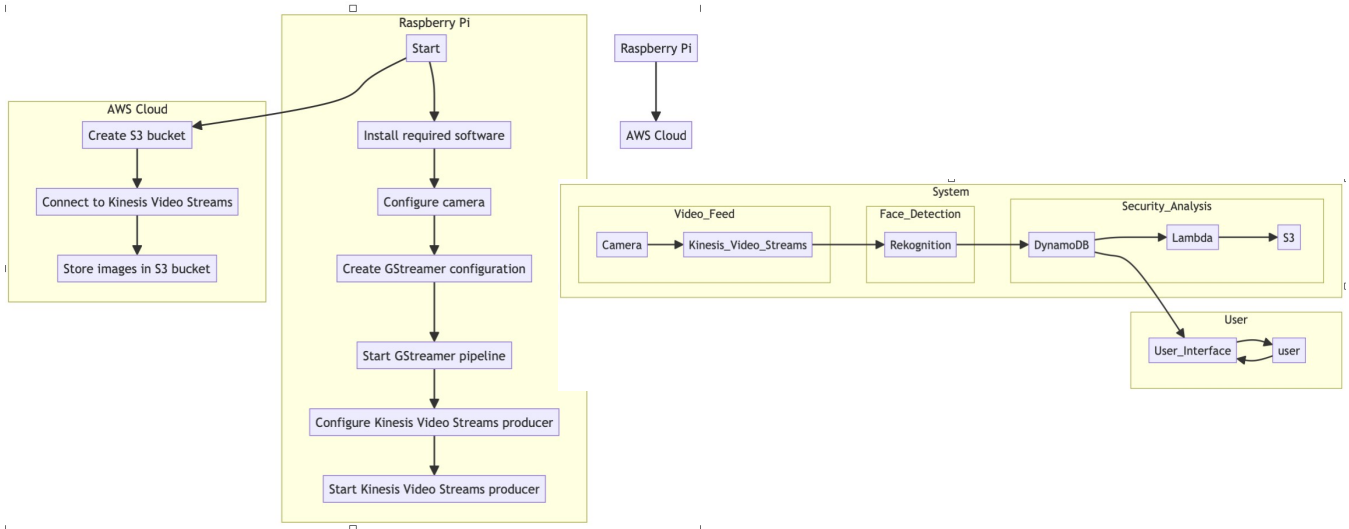 Raspberry Pi
Start
Install required software
Configure camera
Create GStreamer configuration
Start GStreamer pipeline
Configure Kinesis Video Streams producer
Start Kinesis Video Streams producer
AWS Cloud
Create S3 bucket
Connect to Kinesis Video Streams
Store images in S3 bucket
Raspberry Pi
AWS Cloud
System
Video_Feed
Camera
Kinesis_Video_Streams
Face_Detection
Rekognition
Security_Analysis
DynamoDB
Lambda
S3
User
User_Interface
user